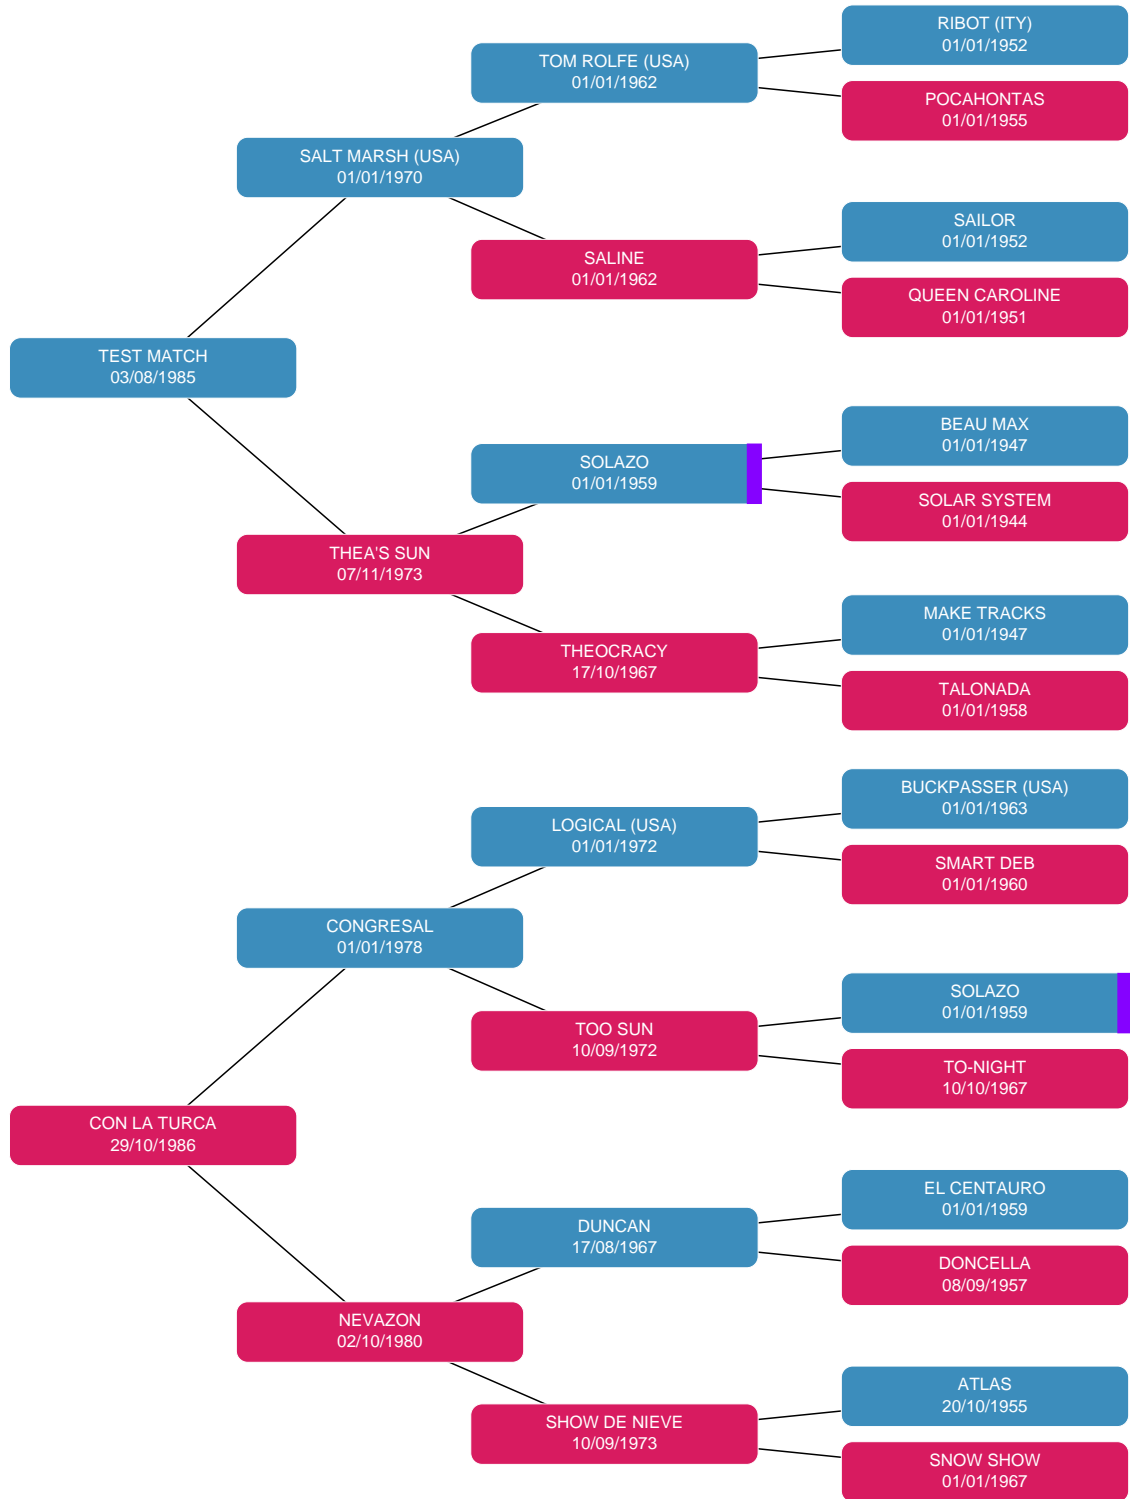 RIBOT (ITY)
01/01/1952
TOM ROLFE (USA)
01/01/1962
POCAHONTAS
01/01/1955
SALT MARSH (USA)
01/01/1970
SAILOR
01/01/1952
SALINE
01/01/1962
QUEEN CAROLINE
01/01/1951
TEST MATCH
03/08/1985
BEAU MAX
01/01/1947
SOLAZO
01/01/1959
SOLAR SYSTEM
01/01/1944
THEA'S SUN
07/11/1973
MAKE TRACKS
01/01/1947
THEOCRACY
17/10/1967
TALONADA
01/01/1958
BUCKPASSER (USA)
01/01/1963
LOGICAL (USA)
01/01/1972
SMART DEB
01/01/1960
CONGRESAL
01/01/1978
SOLAZO
01/01/1959
TOO SUN
10/09/1972
TO-NIGHT
10/10/1967
CON LA TURCA
29/10/1986
EL CENTAURO
01/01/1959
DUNCAN
17/08/1967
DONCELLA
08/09/1957
NEVAZON
02/10/1980
ATLAS
20/10/1955
SHOW DE NIEVE
10/09/1973
SNOW SHOW
01/01/1967